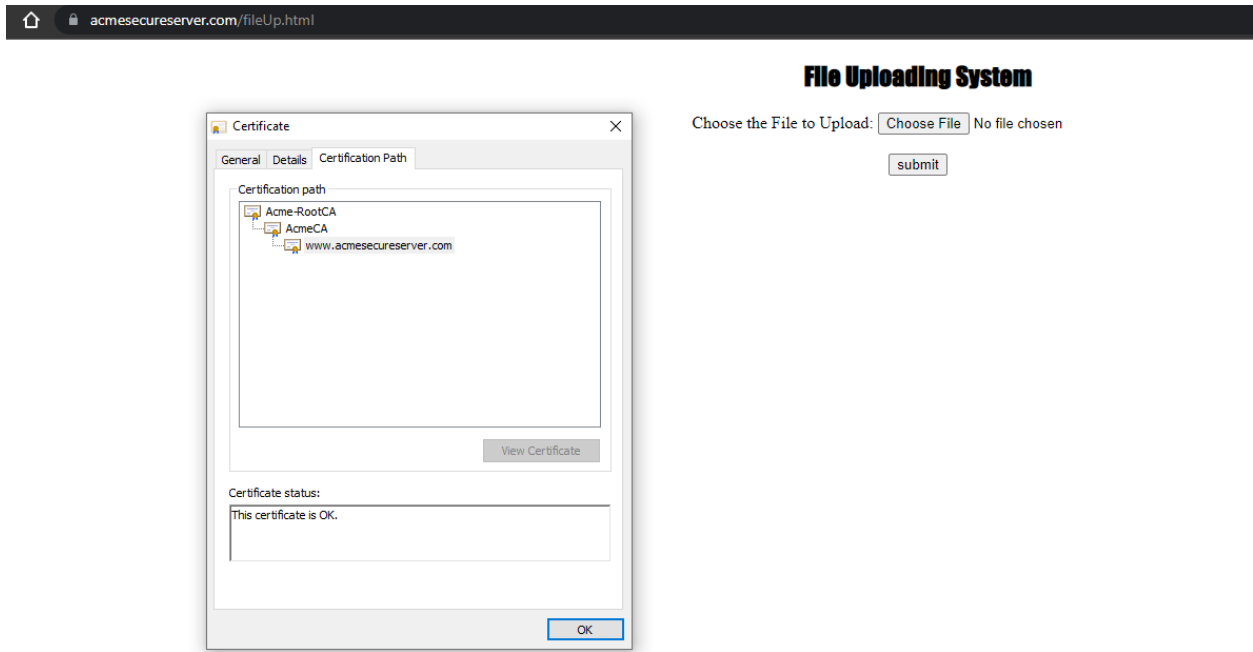 acmesecureserver.com/fileUp.html
File Uploading System
Choose the File to Upload: Choose File No file chosen
submit
Certificate
General Details Certification Path
Certification path
Acme-RootCA
AcmeCA
www.acmesecureserver.com
View Certificate
Certificate status:
This certificate is OK.
OK